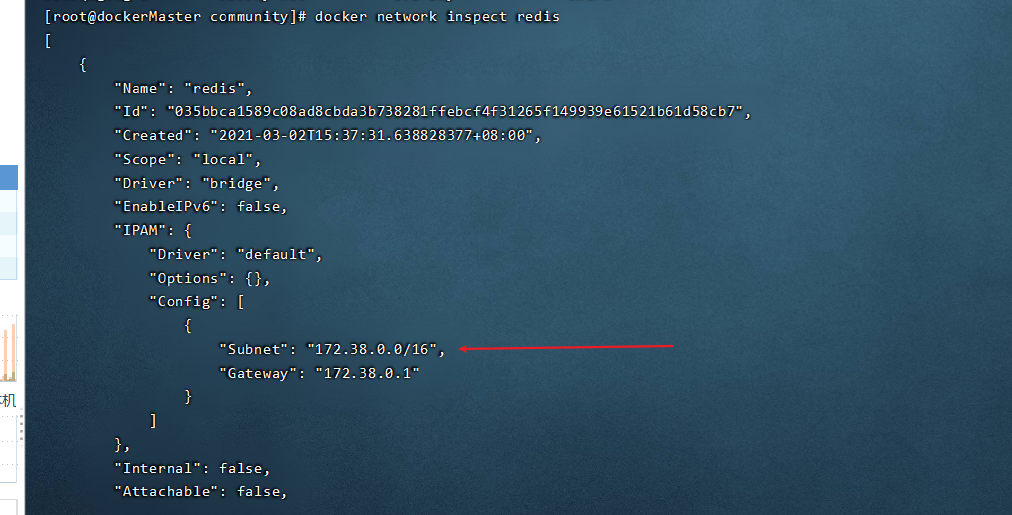 [root@dockerMaster community]# docker network inspect redis
[
{
"Name": "redis",
"Id": "035bbca1589c08ad8cbda3b738281ffebcf4f31265f149939e61521b61d58cb7",
"Created": "2021-03-02T15:37:31.638828377+08:00",
"Scope": "local",
"Driver": "bridge",
"EnableIPv6": false,
"IPAM": {
"Driver": "default",
"Options": {},
"Config": [
{
"Subnet": "172.38.0.0/16",
"Gateway": "172.38.0.1"
}
]
},
"Internal": false,
"Attachable": false,